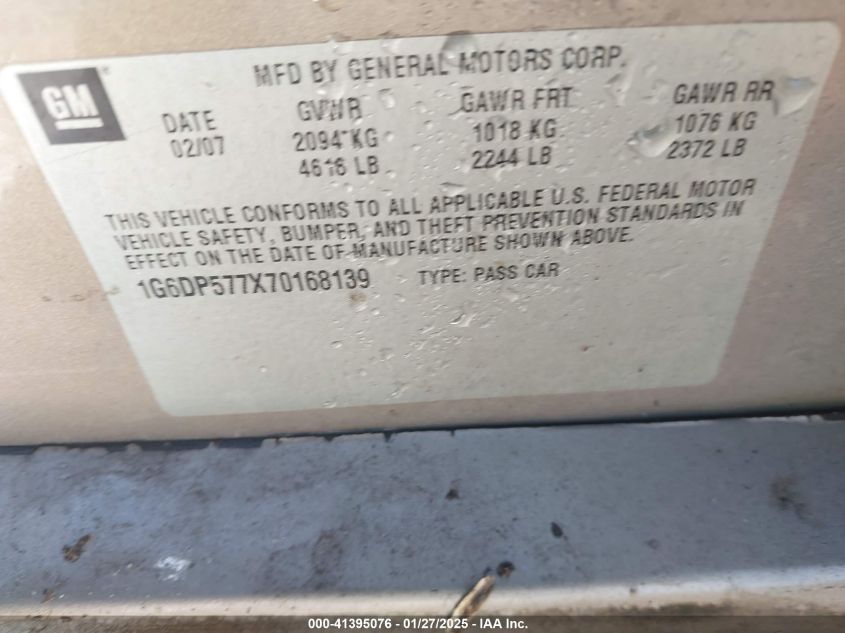 GM
MFD BY GENERAL MOTORS CORP.
DATE GVWR GAWR FRT GAWR RR
02/07 2094 KG 1018 KG 1076 KG
4618 LB 2244 LB 2372 LB
THIS VEHICLE CONFORMS TO ALL APPLICABLE U.S. FEDERAL MOTOR
VEHICLE SAFETY, BUMPER, AND THEFT PREVENTION STANDARDS IN
EFFECT ON THE DATE OF MANUFACTURE SHOWN ABOVE.
1G6DP577X70168139 TYPE: PASS CAR
000-41395076 - 01/27/2025 - IAA Inc.